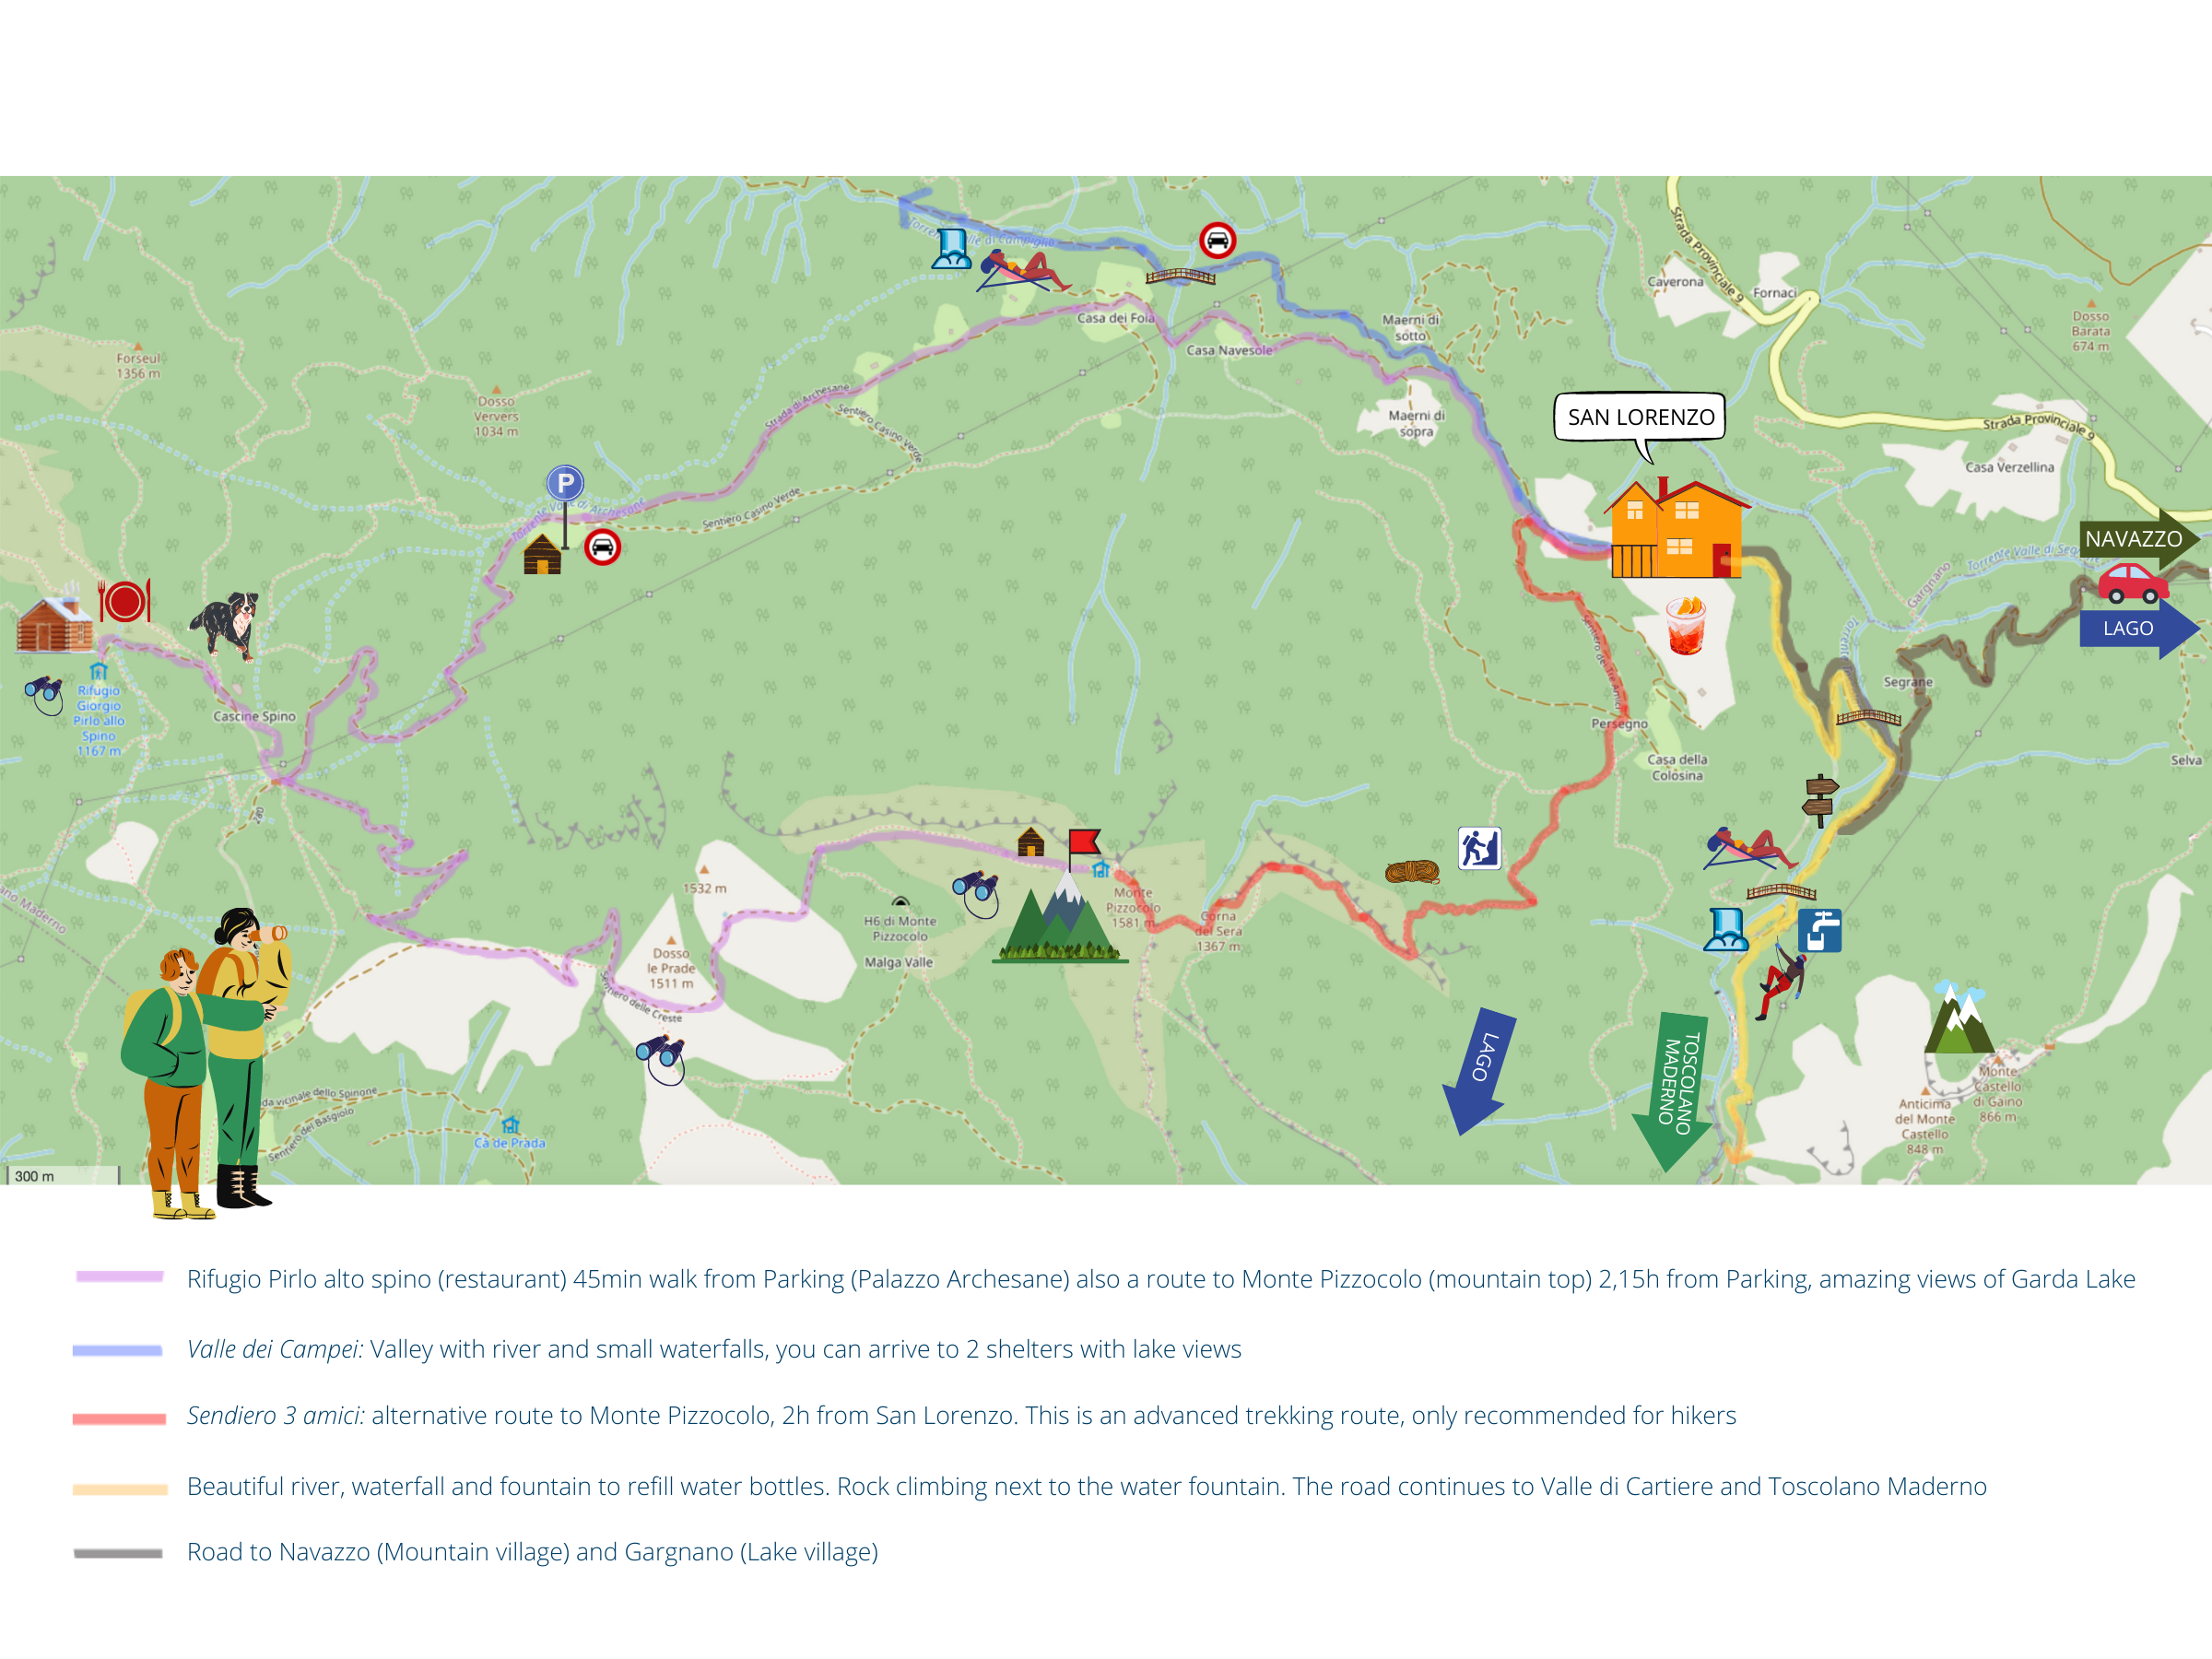 Strada Provinciale 9
Caverona
Fornaci
Dosso
Barata
674 m
Torre
lle di Campiglio
Casa dei Foia
Casa Navesole
Maerni di
sotto
Forseul
1356 m
Dosso
Ververs
1034 m
Strada di Archesane
Sentiero Casino Verde
Maerni di
sopra
SAN LORENZO
Strada Provinciale 9
Casa Verzellina
P
Torrente Valle di Archesane
Sentiero Casino Verde
NAVAZZO
Torrente Valle di Seg
Gargnano
LAGO
Sentiero dei Tre Amici
Segrane
Rifugio
Giorgio
Pirlo allo
Spino
1167 m
Cascine Spino
Persegno
Casa della
Colosina
Selva
280
ano Maderno
1532 m
H6 di Monte
Pizzocolo
Malga Valle
Monte
Pizzocolo
1581 m
Corna
del Sera
1367 m
Dosso
le Prade
1511 m
Sentiero delle Creste
LAGO
TOSCOLANO
MADERNO
Monte
Castello
di Gaino
866 m
Anticima
del Monte
Castello
848 m
da vicinale dello Spinone
Sentiero del Basgiolo
Cà de Prada
300 m
Rifugio Pirlo alto spino (restaurant) 45min walk from Parking (Palazzo Archesane) also a route to Monte Pizzocolo (mountain top) 2,15h from Parking, amazing views of Garda Lake
Valle dei Campei: Valley with river and small waterfalls, you can arrive to 2 shelters with lake views
Sendiero 3 amici: alternative route to Monte Pizzocolo, 2h from San Lorenzo. This is an advanced trekking route, only recommended for hikers
Beautiful river, waterfall and fountain to refill water bottles. Rock climbing next to the water fountain. The road continues to Valle di Cartiere and Toscolano Maderno
Road to Navazzo (Mountain village) and Gargnano (Lake village)